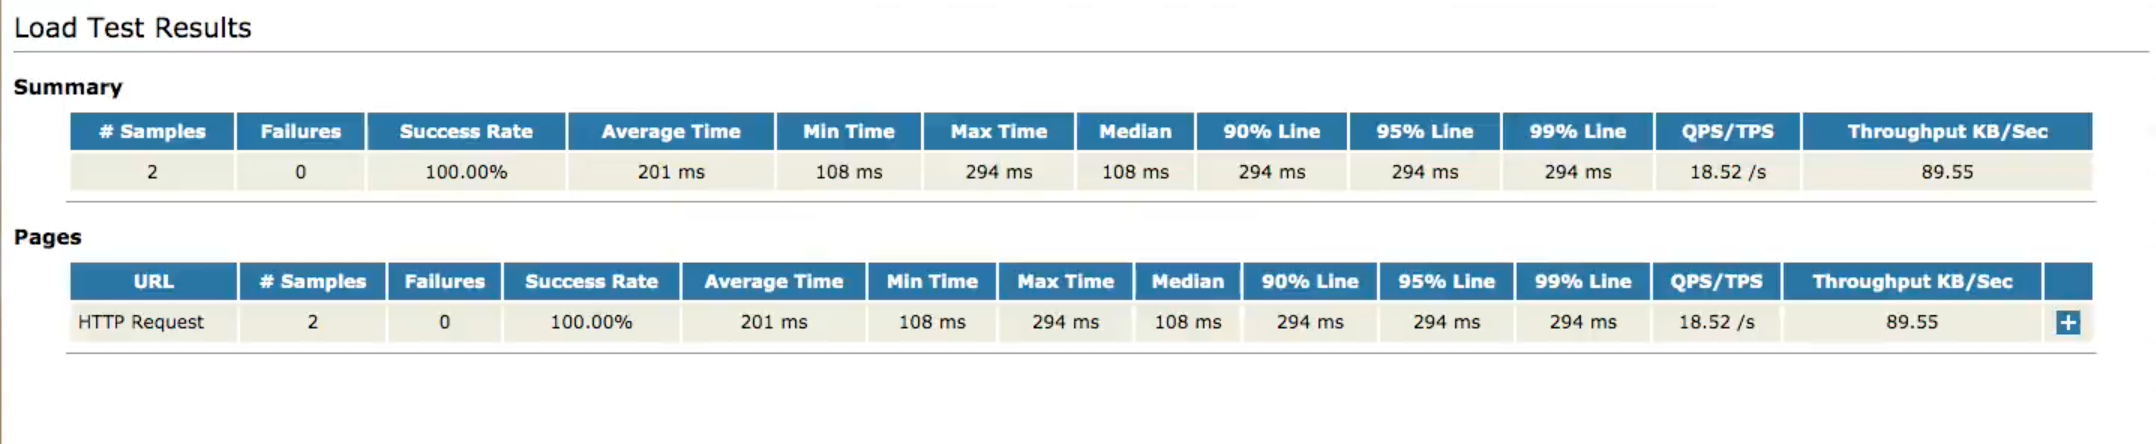 Load Test Results
Summary
# Samples Failures Success Rate Average Time Min Time Max Time Median 90% Line 95% Line 99% Line QPS/TPS Throughput KB/Sec
2 0 100.00% 201 ms 108 ms 294 ms 108 ms 294 ms 294 ms 294 ms 18.52 /s 89.55
Pages
URL # Samples Failures Success Rate Average Time Min Time Max Time Median 90% Line 95% Line 99% Line QPS/TPS Throughput KB/Sec
HTTP Request 2 0 100.00% 201 ms 108 ms 294 ms 108 ms 294 ms 294 ms 294 ms 18.52 /s 89.55 +